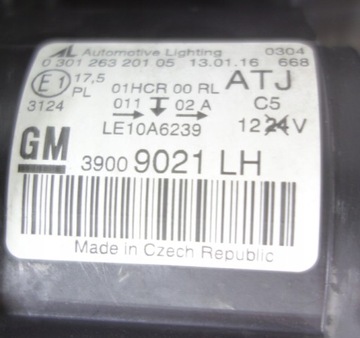 AL Automotive Lighting 0304
0 301 263 201 05 13.01.16 668
E1 17,5 01HCR 00 RL ATJ
PL 011 02 A C5
3124
LE10A6239 12 24V
GM 3900 9021 LH
Made in Czech Republic